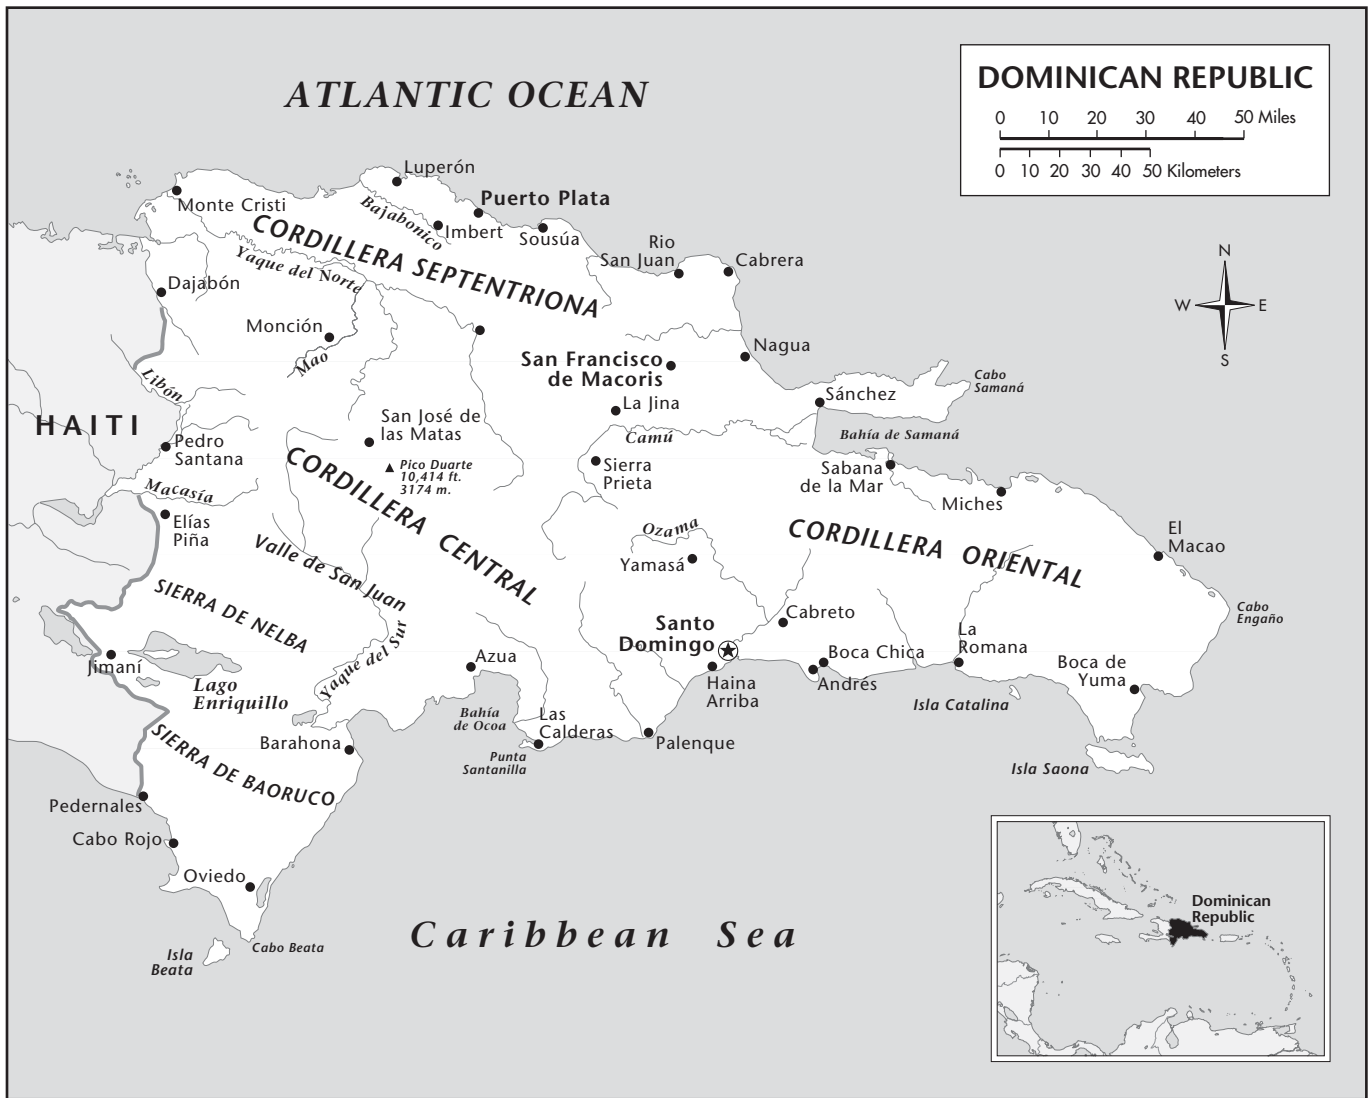 ATLANTIC OCEAN
DOMINICAN REPUBLIC
0 10 20 30 40 50 Miles
0 10 20 30 40 50 Kilometers
Luperón
Monte Cristi
Puerto Plata
Bajabonico
Imbert
Sousúa
CORDILLERA SEPTENTRIONA
Rio
San Juan
Cabrera
Yaque del Norte
Dajabón
N
W
E
S
Monción
Mao
Nagua
San Francisco
de Macoris
Libón
Cabo
Samaná
Sánchez
La Jina
HAITI
San José de
las Matas
Camú
Bahía de Samaná
Pedro
Santana
Pico Duarte
10,414 ft.
3174 m.
Sierra
Prieta
Sabana
de la Mar
Macasía
Miches
Elías
Piña
CORDILLERA CENTRAL
Ozama
CORDILLERA ORIENTAL
El
Macao
Valle de San Juan
Yamasá
SIERRA DE NELBA
Cabreto
Cabo
Engaño
Santo
Domingo
La
Romana
Yaque del Sur
Azua
Boca Chica
Jimaní
Boca de
Yuma
Lago
Enriquillo
Haina
Arriba
Andrés
Isla Catalina
Bahía
de Ocoa
Las
Calderas
SIERRA DE BAORUCO
Barahona
Palenque
Punta
Santanilla
Isla Saona
Pedernales
Cabo Rojo
Oviedo
Caribbean Sea
Cabo Beata
Isla
Beata
Dominican
Republic